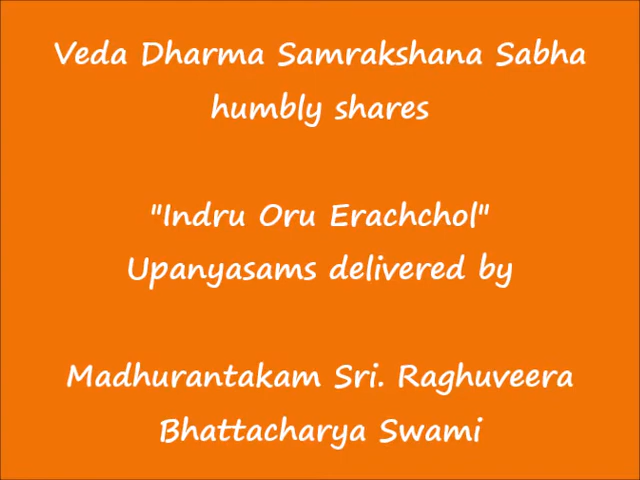 Veda Dharma Samrakshana Sabha
humbly shares
"Indru Oru Erachchol"
Upanyasams delivered by
Madhurantakam Sri. Raghuveera
Bhattacharya Swami